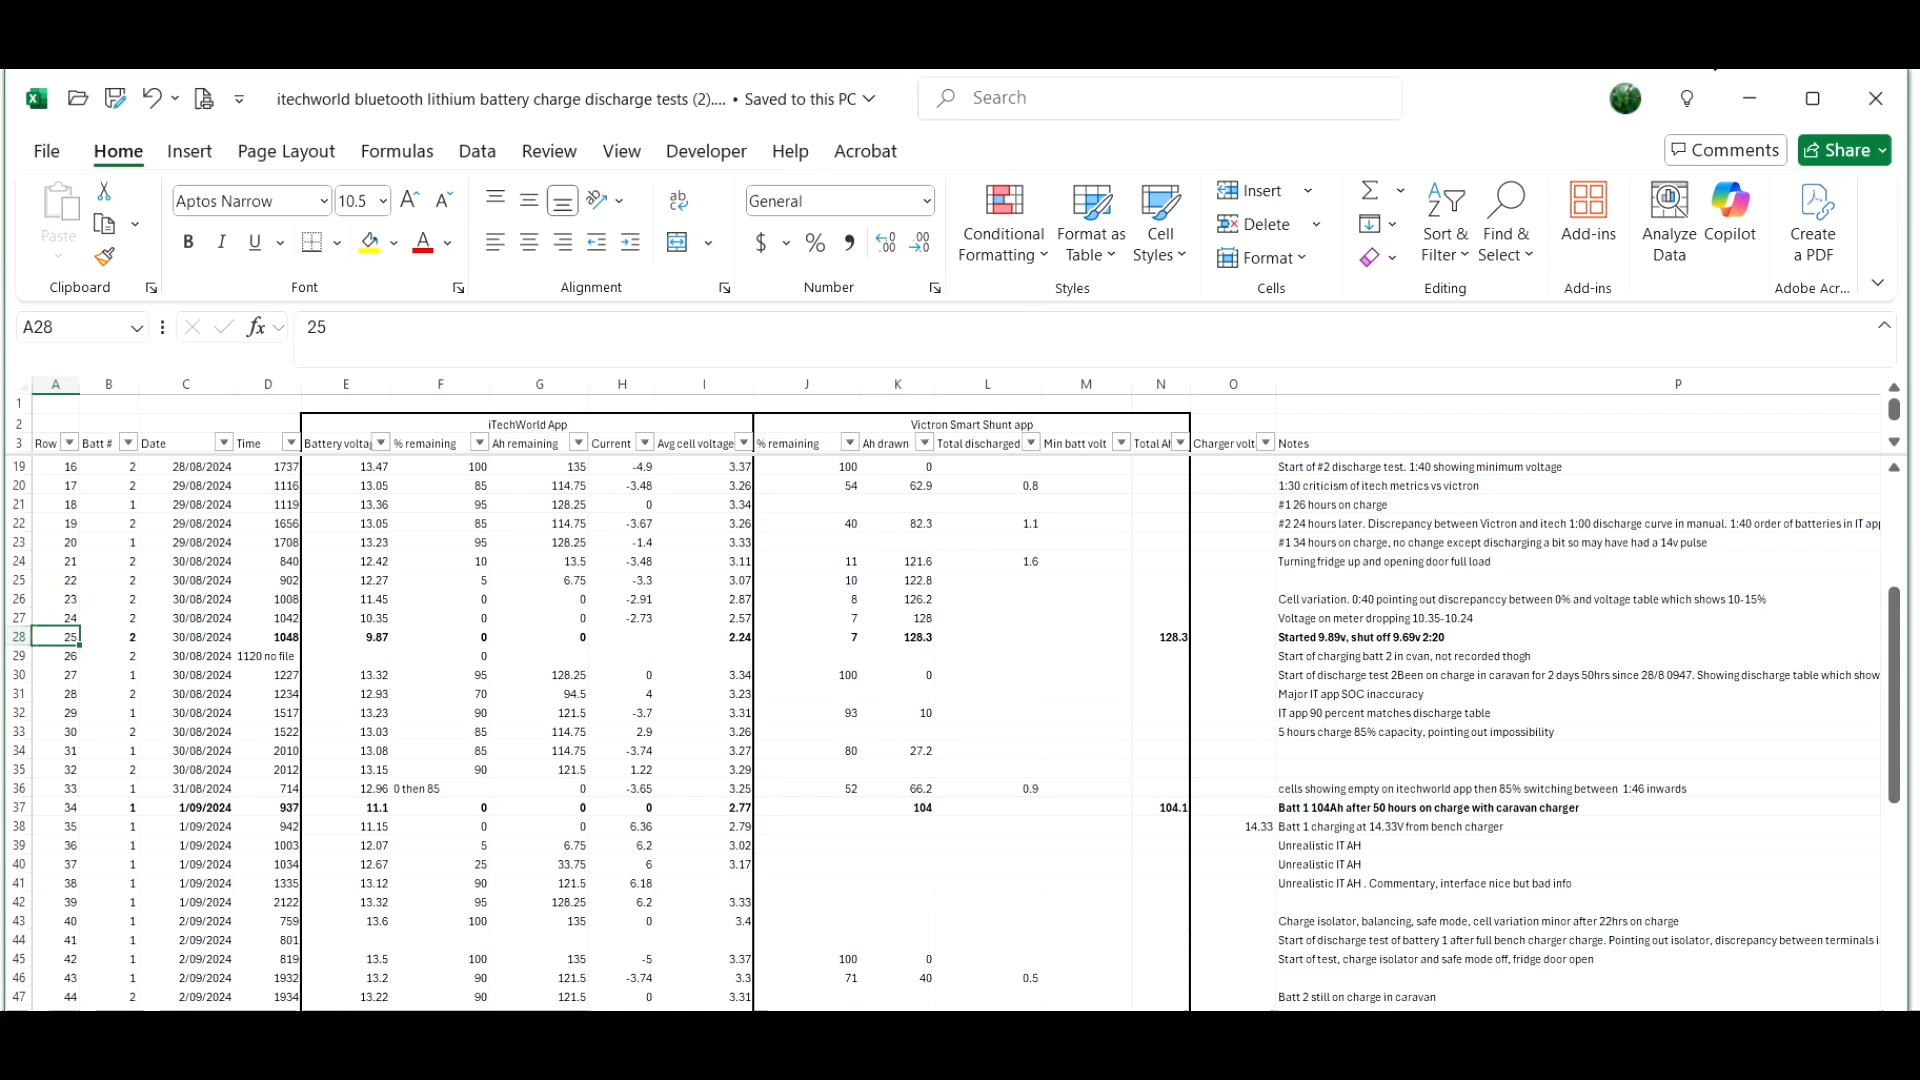 itechworld bluetooth lithium battery charge discharge tests (2).... • Saved to this PC
Search
File Home Insert Page Layout Formulas Data Review View Developer Help Acrobat
Comments Share
Paste
Clipboard
Aptos Narrow 10.5
B I U
Font
Alignment
General
$ %
Number
Conditional Formatting
Format as Table
Cell Styles
Styles
Insert
Delete
Format
Cells
Sort & Filter
Find & Select
Editing
Add-ins
Add-ins
Analyze Data
Copilot
Create a PDF
Adobe Acr...
A28 fx 25
A B C D E F G H I J K L M N O P
1
2 iTechWorld App Victron Smart Shunt app
3 Row Batt # Date Time Battery volta % remaining Ah remaining Current Avg cell voltage % remaining Ah drawn Total discharged Min batt volt Total Ah Charger volt Notes
19 16 2 28/08/2024 1737 13.47 100 135 -4.9 3.37 100 0 Start of #2 discharge test. 1:40 showing minimum voltage
20 17 2 29/08/2024 1116 13.05 85 114.75 -3.48 3.26 54 62.9 0.8 1:30 criticism of itech metrics vs victron
21 18 1 29/08/2024 1119 13.36 95 128.25 0 3.34 #1 26 hours on charge
22 19 2 29/08/2024 1656 13.05 85 114.75 -3.67 3.26 40 82.3 1.1 #2 24 hours later. Discrepancy between Victron and itech 1:00 discharge curve in manual. 1:40 order of batteries in IT app
23 20 1 29/08/2024 1708 13.23 95 128.25 -1.4 3.33 #1 34 hours on charge, no change except discharging a bit so may have had a 14v pulse
24 21 2 30/08/2024 840 12.42 10 13.5 -3.48 3.11 11 121.6 1.6 Turning fridge up and opening door full load
25 22 2 30/08/2024 902 12.27 5 6.75 -3.3 3.07 10 122.8
26 23 2 30/08/2024 1008 11.45 0 0 -2.91 2.87 8 126.2 Cell variation. 0:40 pointing out discrepanccy between 0% and voltage table which shows 10-15%
27 24 2 30/08/2024 1042 10.35 0 0 -2.73 2.57 7 128 Voltage on meter dropping 10.35-10.24
28 25 2 30/08/2024 1048 9.87 0 0 2.24 7 128.3 128.3 Started 9.89v, shut off 9.69v 2:20
29 26 2 30/08/2024 1120 no file 0 Start of charging batt 2 in cvan, not recorded thogh
30 27 1 30/08/2024 1227 13.32 95 128.25 0 3.34 100 0 Start of discharge test 2Been on charge in caravan for 2 days 50hrs since 28/8 0947. Showing discharge table which show
31 28 2 30/08/2024 1234 12.93 70 94.5 4 3.23 Major IT app SOC inaccuracy
32 29 1 30/08/2024 1517 13.23 90 121.5 -3.7 3.31 93 10 IT app 90 percent matches discharge table
33 30 2 30/08/2024 1522 13.03 85 114.75 2.9 3.26 5 hours charge 85% capacity, pointing out impossibility
34 31 1 30/08/2024 2010 13.08 85 114.75 -3.74 3.27 80 27.2
35 32 2 30/08/2024 2012 13.15 90 121.5 1.22 3.29
36 33 1 31/08/2024 714 12.96 0 then 85 0 -3.65 3.25 52 66.2 0.9 cells showing empty on itechworld app then 85% switching between 1:46 inwards
37 34 1 1/09/2024 937 11.1 0 0 0 2.77 104 104.1 Batt 1 104Ah after 50 hours on charge with caravan charger
38 35 1 1/09/2024 942 11.15 0 0 6.36 2.79 14.33 Batt 1 charging at 14.33V from bench charger
39 36 1 1/09/2024 1003 12.07 5 6.75 6.2 3.02 Unrealistic IT AH
40 37 1 1/09/2024 1034 12.67 25 33.75 6 3.17 Unrealistic IT AH
41 38 1 1/09/2024 1335 13.12 90 121.5 6.18 Unrealistic IT AH . Commentary, interface nice but bad info
42 39 1 1/09/2024 2122 13.32 95 128.25 6.2 3.33
43 40 1 2/09/2024 759 13.6 100 135 0 3.4 Charge isolator, balancing, safe mode, cell variation minor after 22hrs on charge
44 41 1 2/09/2024 801 Start of discharge test of battery 1 after full bench charger charge. Pointing out isolator, discrepancy between terminals i
45 42 1 2/09/2024 819 13.5 100 135 -5 3.37 100 0 Start of test, charge isolator and safe mode off, fridge door open
46 43 1 2/09/2024 1932 13.2 90 121.5 -3.74 3.3 71 40 0.5
47 44 2 2/09/2024 1934 13.22 90 121.5 0 3.31 Batt 2 still on charge in caravan